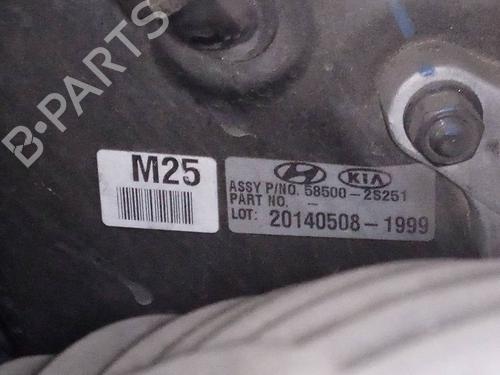 B-PARTS
M25
KIA
ASSY P/NO. 58500-2S251
PART NO. -
LOT: 20140508-1999